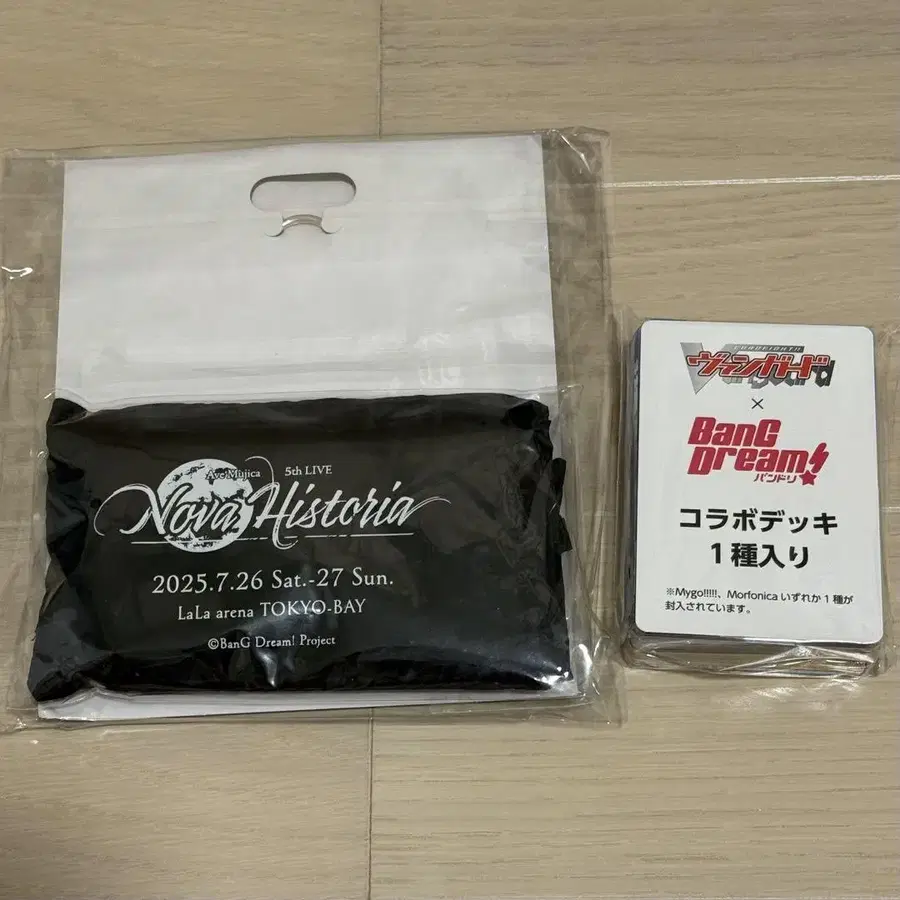 Ave Mujica 5th LIVE
Nova Historia
2025.7.26 Sat.-27 Sun.
LaLa arena TOKYO-BAY
©BanG Dream! Project
CARDFIGHT!!
ヴァンガード
Vanguard
×
BanG
Dream!
バンドリ
コラボデッキ
1種入り
※Mygo!!!!!、Morfonica いずれか1種が
封入されています。